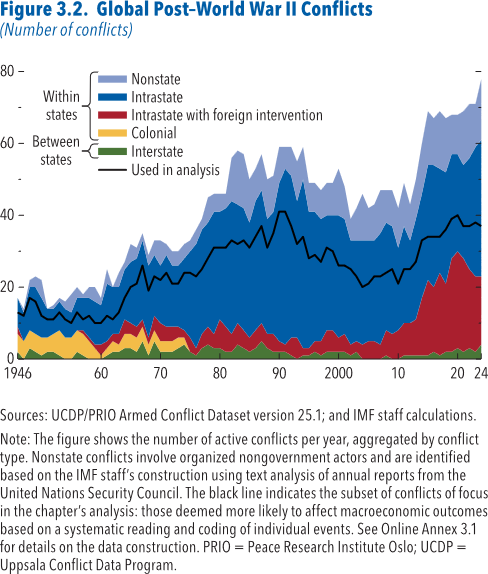 Figure 3.2. Global Post–World War II Conflicts
(Number of conflicts)
80
60
40
20
0
Within
states
Between
states
Nonstate
Intrastate
Intrastate with foreign intervention
Colonial
Interstate
Used in analysis
1946 60 70 80 90 2000 10 20 24
Sources: UCDP/PRIO Armed Conflict Dataset version 25.1; and IMF staff calculations.
Note: The figure shows the number of active conflicts per year, aggregated by conflict
type. Nonstate conflicts involve organized nongovernment actors and are identified
based on the IMF staff’s construction using text analysis of annual reports from the
United Nations Security Council. The black line indicates the subset of conflicts of focus
in the chapter’s analysis: those deemed more likely to affect macroeconomic outcomes
based on a systematic reading and coding of individual events. See Online Annex 3.1
for details on the data construction. PRIO = Peace Research Institute Oslo; UCDP =
Uppsala Conflict Data Program.